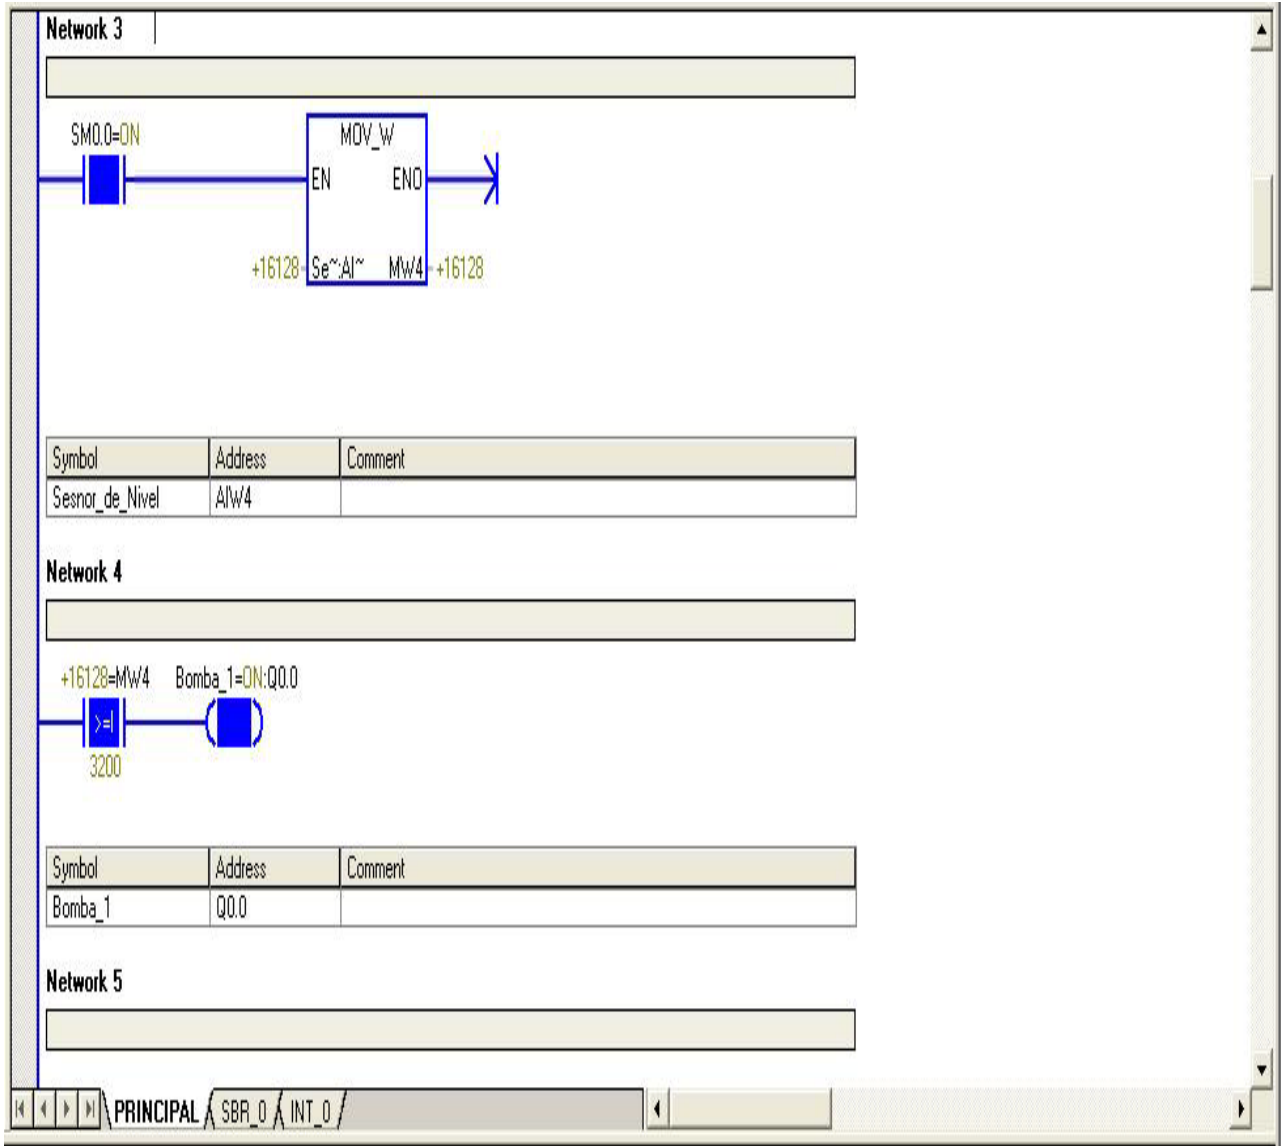 Network 3
SM0.0=ON
MOV_W
EN ENO
+16128 Se~:AI~ MW4 +16128
Symbol Address Comment
Sesnor_de_Nivel AIW4
Network 4
+16128=MW4 Bomba_1=ON:Q0.0
>=I
3200
Symbol Address Comment
Bomba_1 Q0.0
Network 5
PRINCIPAL SBR_0 INT_0